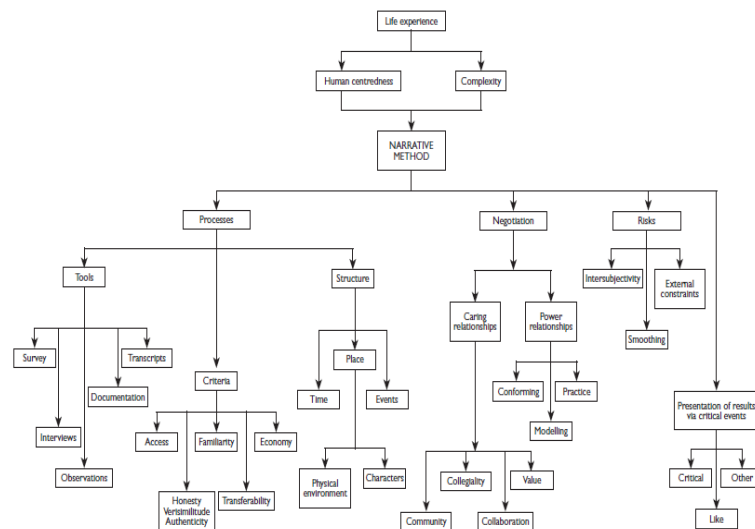 Life experience
Human centredness
Complexity
NARRATIVE
METHOD
Processes
Negotiation
Risks
Tools
Structure
Intersubjectivity
External
constraints
Caring
relationships
Power
relationships
Smoothing
Survey
Transcripts
Place
Documentation
Criteria
Time
Events
Conforming
Practice
Presentation of results
via critical events
Interviews
Access
Familiarity
Economy
Modelling
Observations
Physical
environment
Characters
Collegiality
Value
Critical
Other
Honesty
Verisimilitude
Authenticity
Transferability
Community
Collaboration
Like